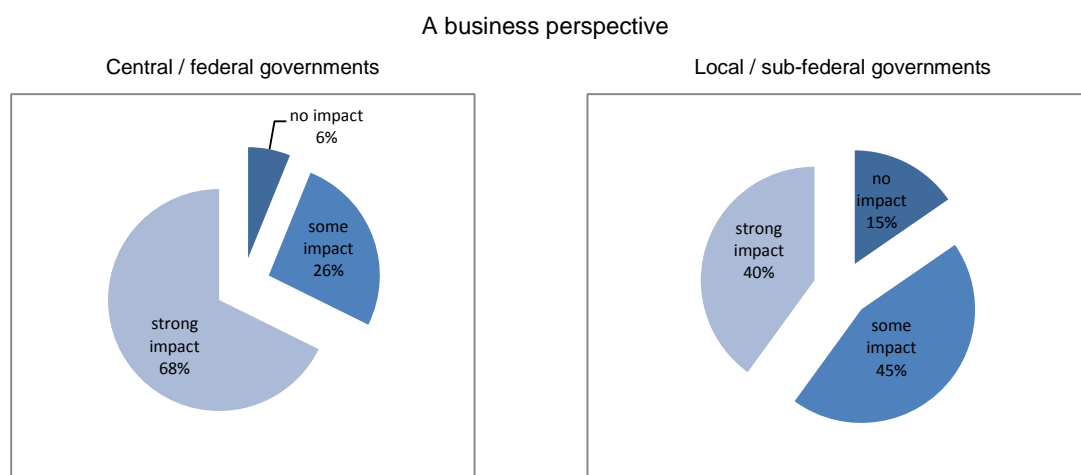 A business perspective
Central / federal governments
no impact
6%
some
impact
26%
strong
impact
68%
Local / sub-federal governments
no
impact
15%
strong
impact
40%
some
impact
45%